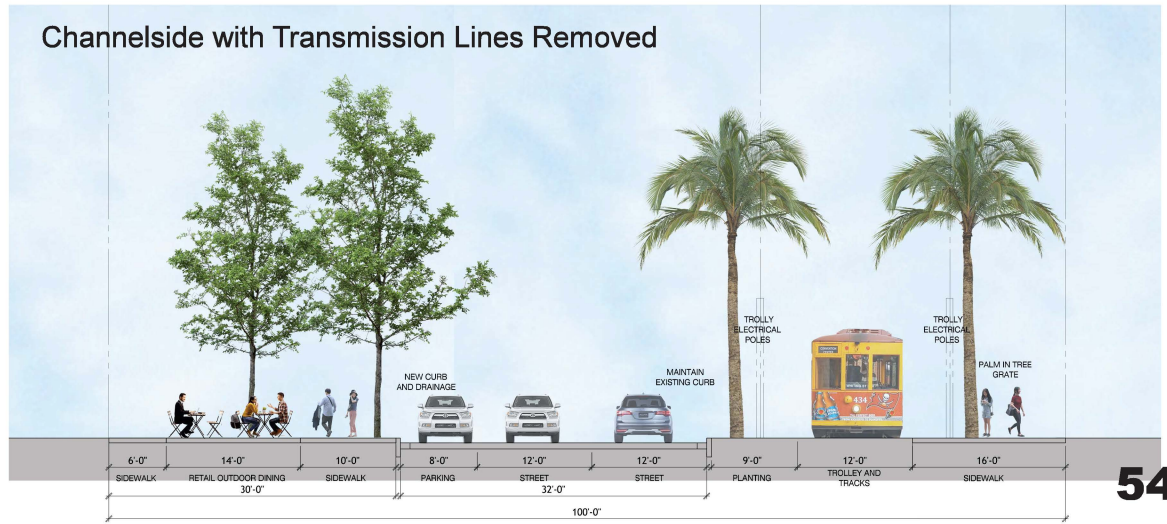 Channelside with Transmission Lines Removed
TROLLY
ELECTRICAL
POLES
TROLLY
ELECTRICAL
POLES
PALM IN TREE
GRATE
NEW CURB
AND DRAINAGE
MAINTAIN
EXISTING CURB
434
6'-0"
14'-0"
10'-0"
8'-0"
12'-0"
12'-0"
9'-0"
12'-0"
16'-0"
SIDEWALK
RETAIL OUTDOOR DINING
SIDEWALK
PARKING
STREET
STREET
PLANTING
TROLLEY AND
TRACKS
SIDEWALK
30'-0"
32'-0"
54
100'-0"